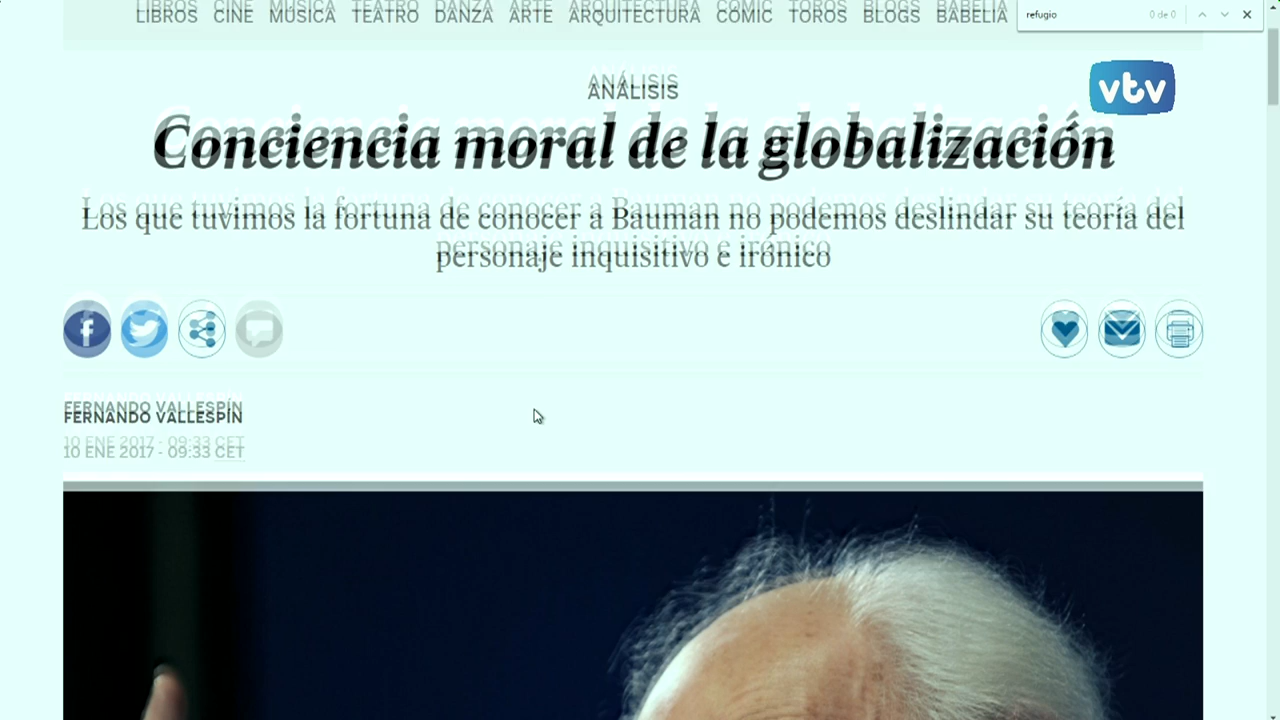 LIBROS CINE MÚSICA TEATRO DANZA ARTE ARQUITECTURA CÓMIC TOROS BLOGS BABELIA
refugio 0 de 0
vtv
ANÁLISIS
Conciencia moral de la globalización
Los que tuvimos la fortuna de conocer a Bauman no podemos deslindar su teoría del
personaje inquisitivo e irónico
FERNANDO VALLESPÍN
10 ENE 2017 - 09:33 CET